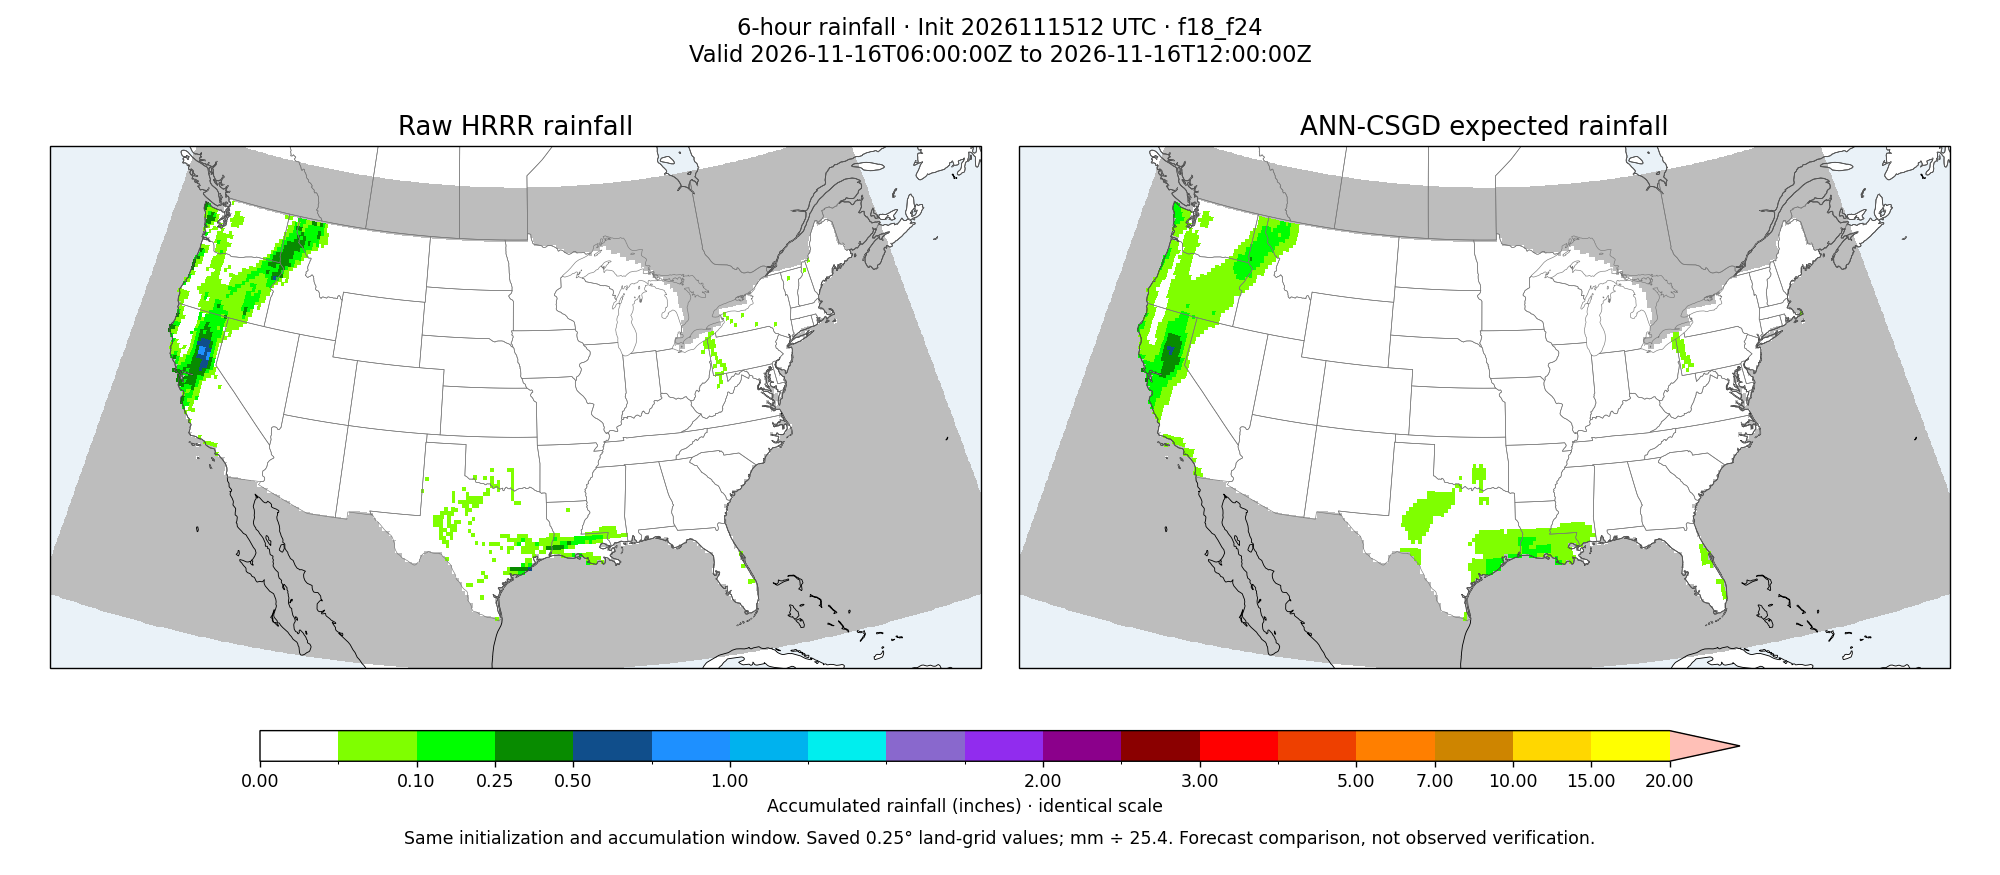 6-hour rainfall · Init 2026111512 UTC · f18_f24
Valid 2026-11-16T06:00:00Z to 2026-11-16T12:00:00Z
Raw HRRR rainfall
ANN-CSGD expected rainfall
0.00 0.10 0.25 0.50 1.00 2.00 3.00 5.00 7.00 10.00 15.00 20.00
Accumulated rainfall (inches) · identical scale
Same initialization and accumulation window. Saved 0.25° land-grid values; mm ÷ 25.4. Forecast comparison, not observed verification.